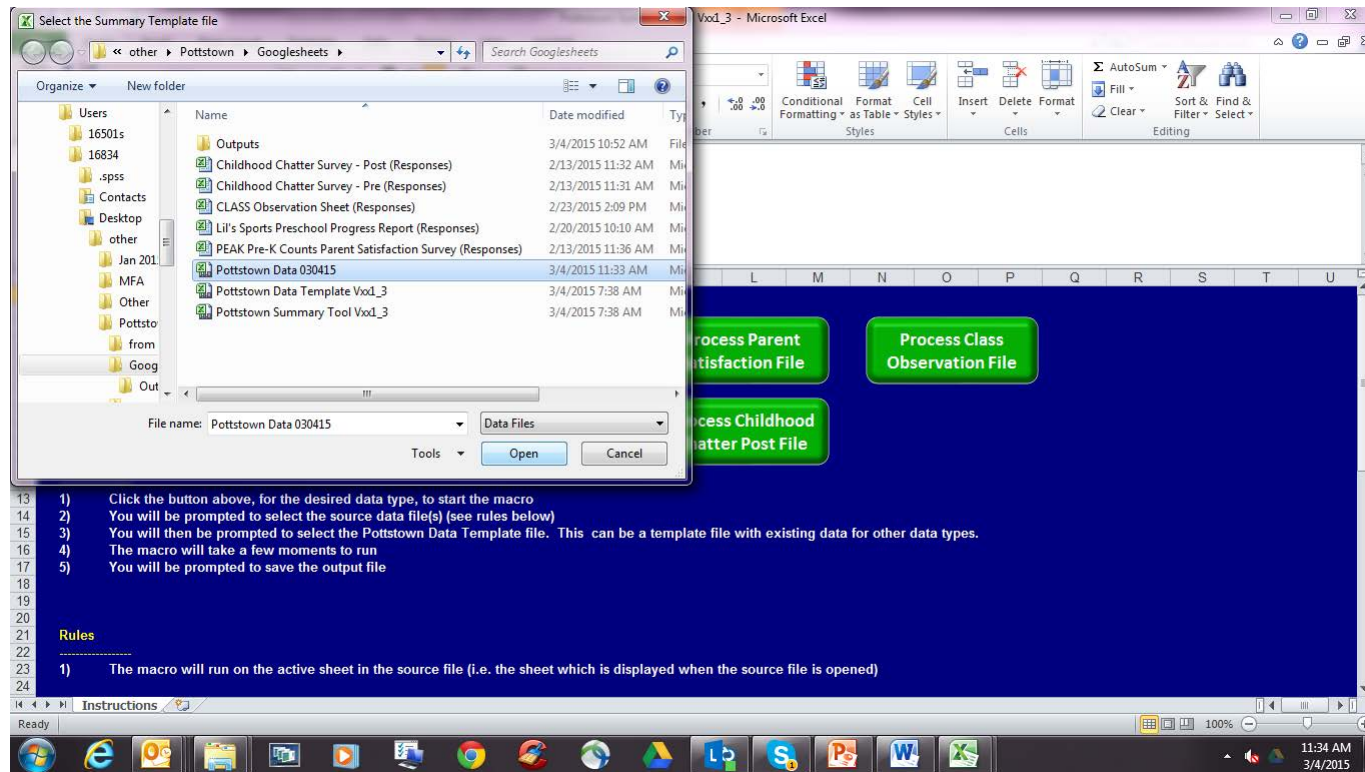 Select the Summary Template file
Vxx1_3 - Microsoft Excel
« other ▸ Pottstown ▸ Googlesheets ▸
Search Googlesheets
Organize
New folder
Users
16501s
16834
.spss
Contacts
Desktop
other
Jan 201
MFA
Other
Pottsto
from
Goog
Out
Name
Date modified
Outputs
3/4/2015 10:52 AM
Childhood Chatter Survey - Post (Responses)
2/13/2015 11:32 AM
Childhood Chatter Survey - Pre (Responses)
2/13/2015 11:31 AM
CLASS Observation Sheet (Responses)
2/23/2015 2:09 PM
Lil's Sports Preschool Progress Report (Responses)
2/20/2015 10:10 AM
PEAK Pre-K Counts Parent Satisfaction Survey (Responses)
2/13/2015 11:36 AM
Pottstown Data 030415
3/4/2015 11:33 AM
Pottstown Data Template Vxx1_3
3/4/2015 7:38 AM
Pottstown Summary Tool Vxx1_3
3/4/2015 7:38 AM
File name: Pottstown Data 030415
Data Files
Tools
Open
Cancel
Conditional Formatting
Format as Table
Cell Styles
Styles
Insert
Delete
Format
Cells
Σ AutoSum
Fill
Clear
Sort & Filter
Find & Select
Editing
L M N O P Q R S T U
rocess Parent
tisfaction File
Process Class
Observation File
cess Childhood
atter Post File
13 1) Click the button above, for the desired data type, to start the macro
14 2) You will be prompted to select the source data file(s) (see rules below)
15 3) You will then be prompted to select the Pottstown Data Template file. This can be a template file with existing data for other data types.
16 4) The macro will take a few moments to run
17 5) You will be prompted to save the output file
18
19
20
21 Rules
22 ------------------
23 1) The macro will run on the active sheet in the source file (i.e. the sheet which is displayed when the source file is opened)
24
Instructions
Ready
100%
11:34 AM
3/4/2015